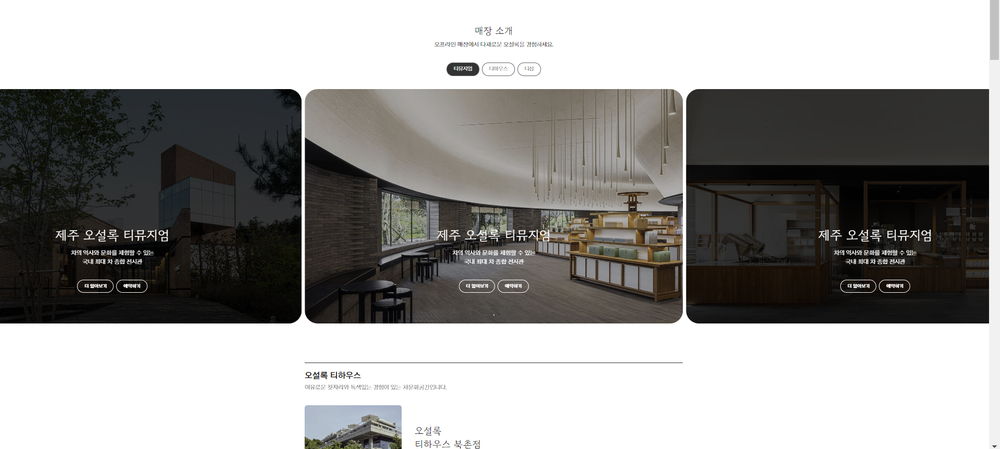 매장 소개
오프라인 매장에서 다채로운 오설록을 경험하세요.
티뮤지엄
티하우스
티샵
제주 오설록 티뮤지엄
차의 역사와 문화를 체험할 수 있는
국내 최대 차 종합 전시관
더 알아보기
예약하기
제주 오설록 티뮤지엄
차의 역사와 문화를 체험할 수 있는
국내 최대 차 종합 전시관
더 알아보기
예약하기
제주 오설록 티뮤지엄
차의 역사와 문화를 체험할 수 있는
국내 최대 차 종합 전시관
더 알아보기
예약하기
오설록 티하우스
여유로운 찻자리와 특색있는 경험이 있는 차문화공간입니다.
오설록
티하우스 북촌점